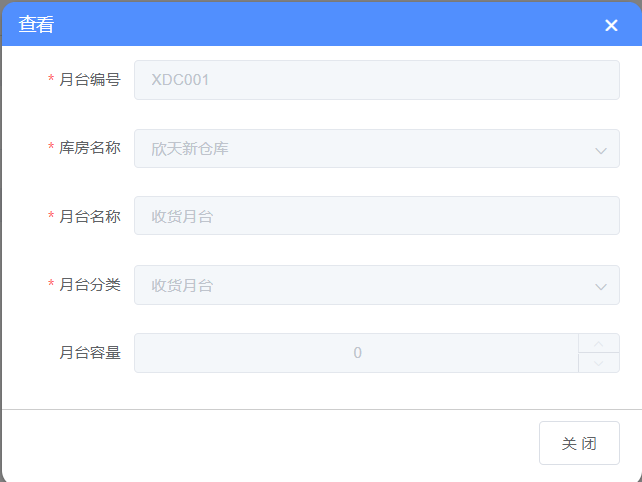 查看
* 月台编号 XDC001
* 库房名称 欣天新仓库
* 月台名称 收货月台
* 月台分类 收货月台
月台容量 0
关 闭